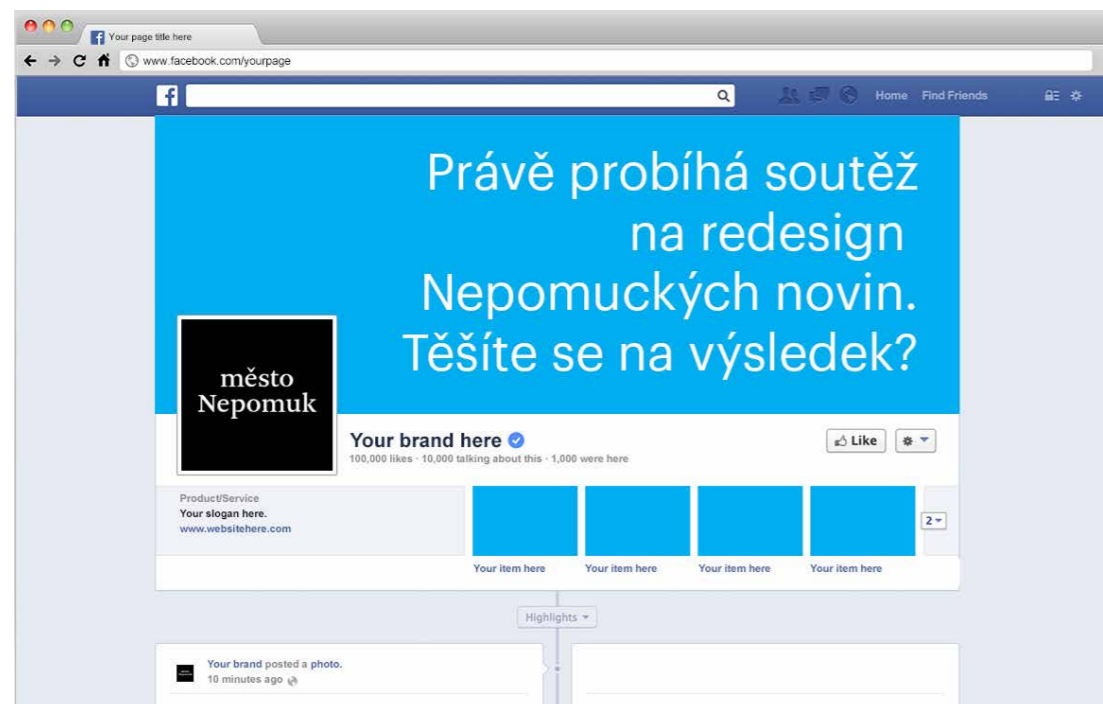 Your page title here
www.facebook.com/yourpage
f
Home Find Friends
Právě probíhá soutěž
na redesign
Nepomuckých novin.
Těšíte se na výsledek?
město
Nepomuk
Your brand here
100,000 likes · 10,000 talking about this · 1,000 were here
Like
Product/Service
Your slogan here.
www.websitehere.com
2
Your item here Your item here Your item here Your item here
Highlights
Your brand posted a photo.
10 minutes ago